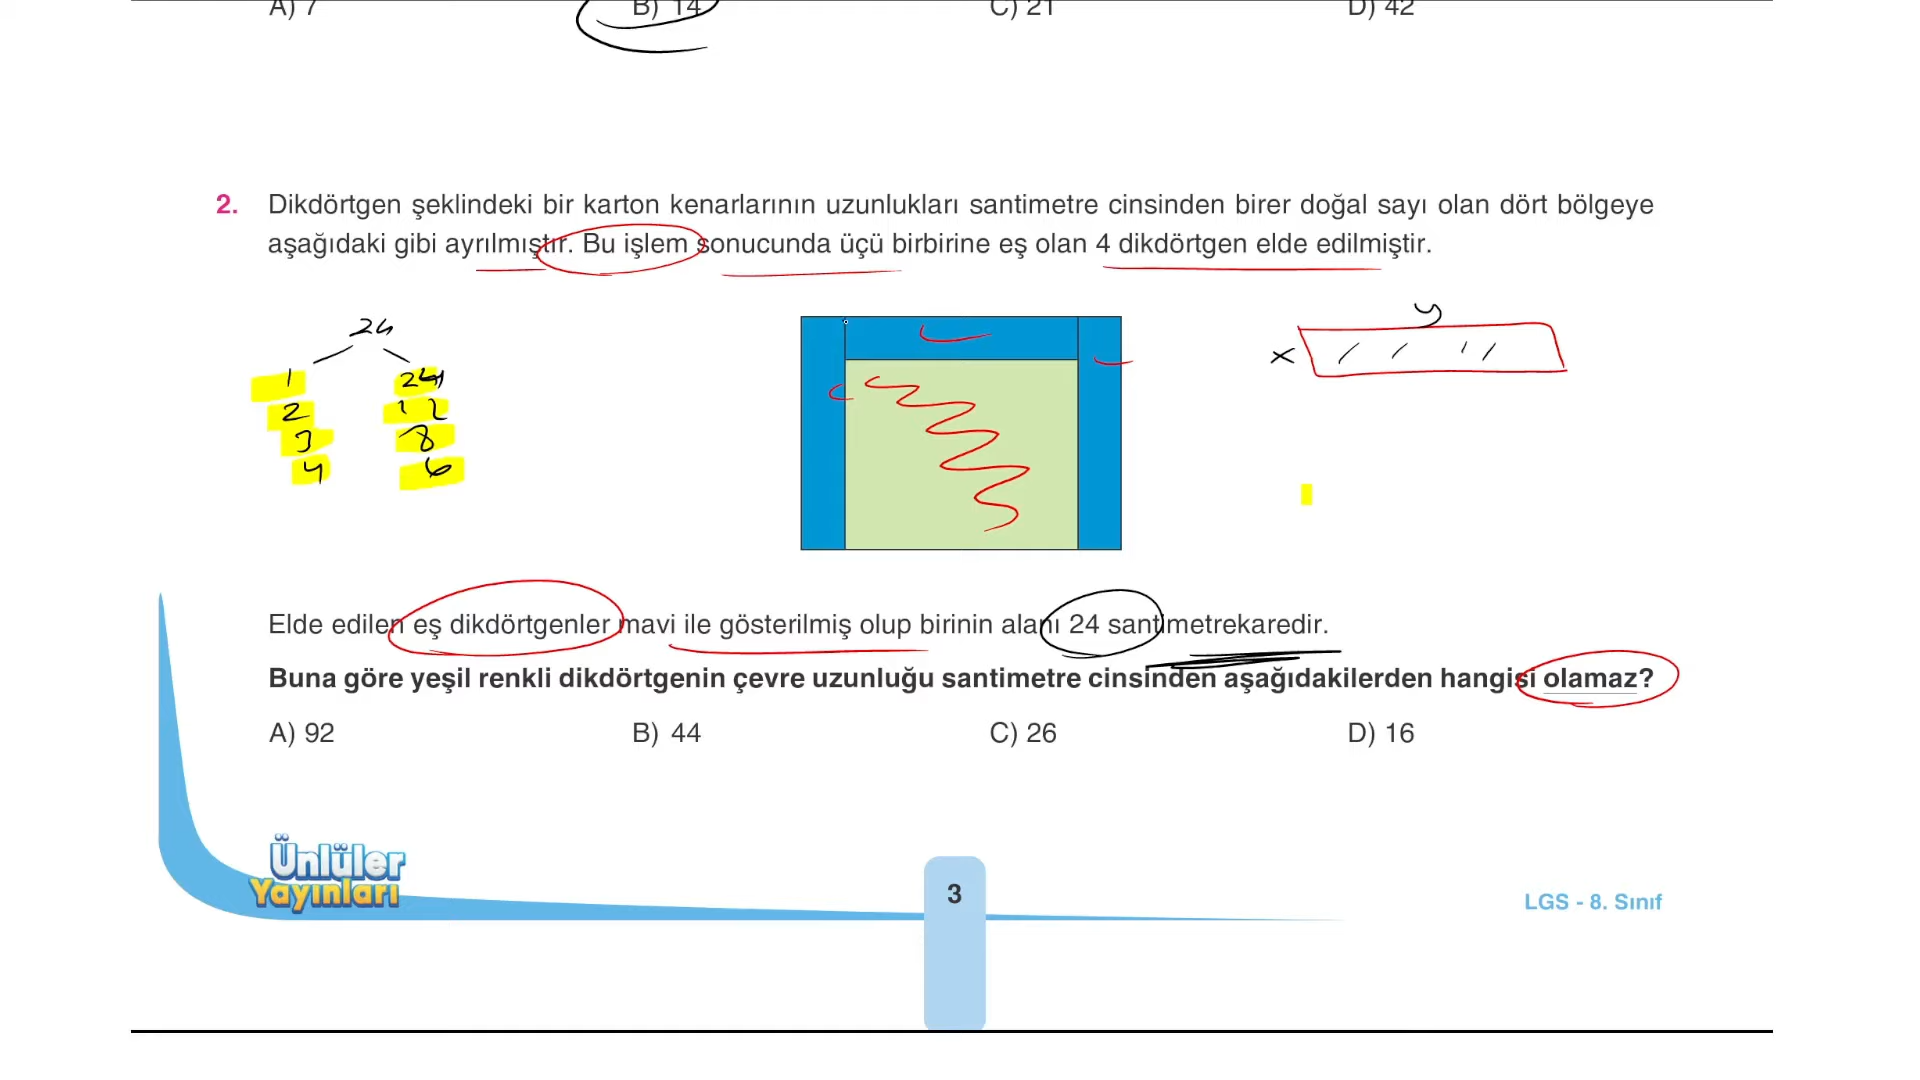 A) 7 B) 14 C) 21 D) 42
2. Dikdörtgen şeklindeki bir karton kenarlarının uzunlukları santimetre cinsinden birer doğal sayı olan dört bölgeye
aşağıdaki gibi ayrılmıştır. Bu işlem sonucunda üçü birbirine eş olan 4 dikdörtgen elde edilmiştir.
24
1 24
2 12
3 8
4 6
y
x
Elde edilen eş dikdörtgenler mavi ile gösterilmiş olup birinin alanı 24 santimetrekaredir.
Buna göre yeşil renkli dikdörtgenin çevre uzunluğu santimetre cinsinden aşağıdakilerden hangisi olamaz?
A) 92 B) 44 C) 26 D) 16
Ünlüler
Yayınları
3
LGS - 8. Sınıf